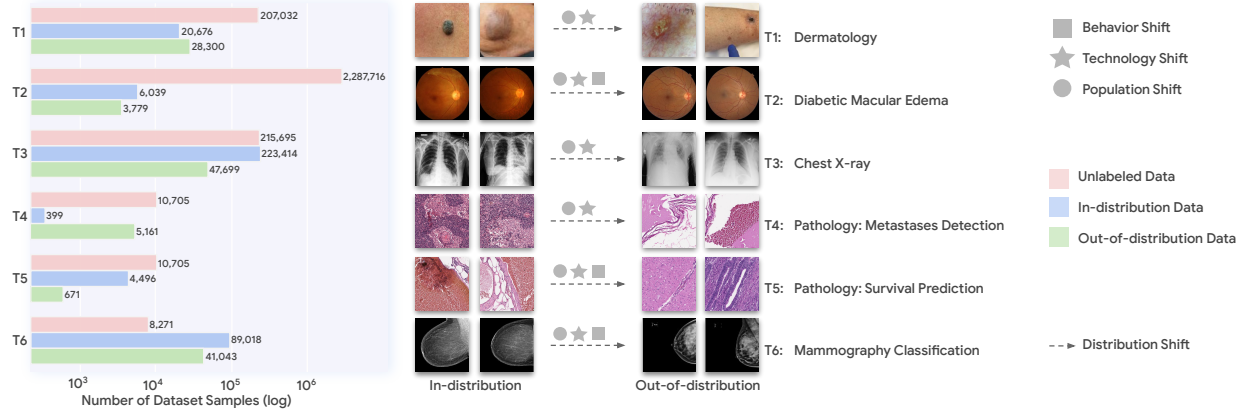 T1
207,032
20,676
28,300
T2
2,287,716
6,039
3,779
T3
215,695
223,414
47,699
T4
10,705
399
5,161
T5
10,705
4,496
671
T6
8,271
89,018
41,043
10³ 10⁴ 10⁵ 10⁶
Number of Dataset Samples (log)
In-distribution
Out-of-distribution
T1: Dermatology
T2: Diabetic Macular Edema
T3: Chest X-ray
T4: Pathology: Metastases Detection
T5: Pathology: Survival Prediction
T6: Mammography Classification
Behavior Shift
Technology Shift
Population Shift
Unlabeled Data
In-distribution Data
Out-of-distribution Data
Distribution Shift